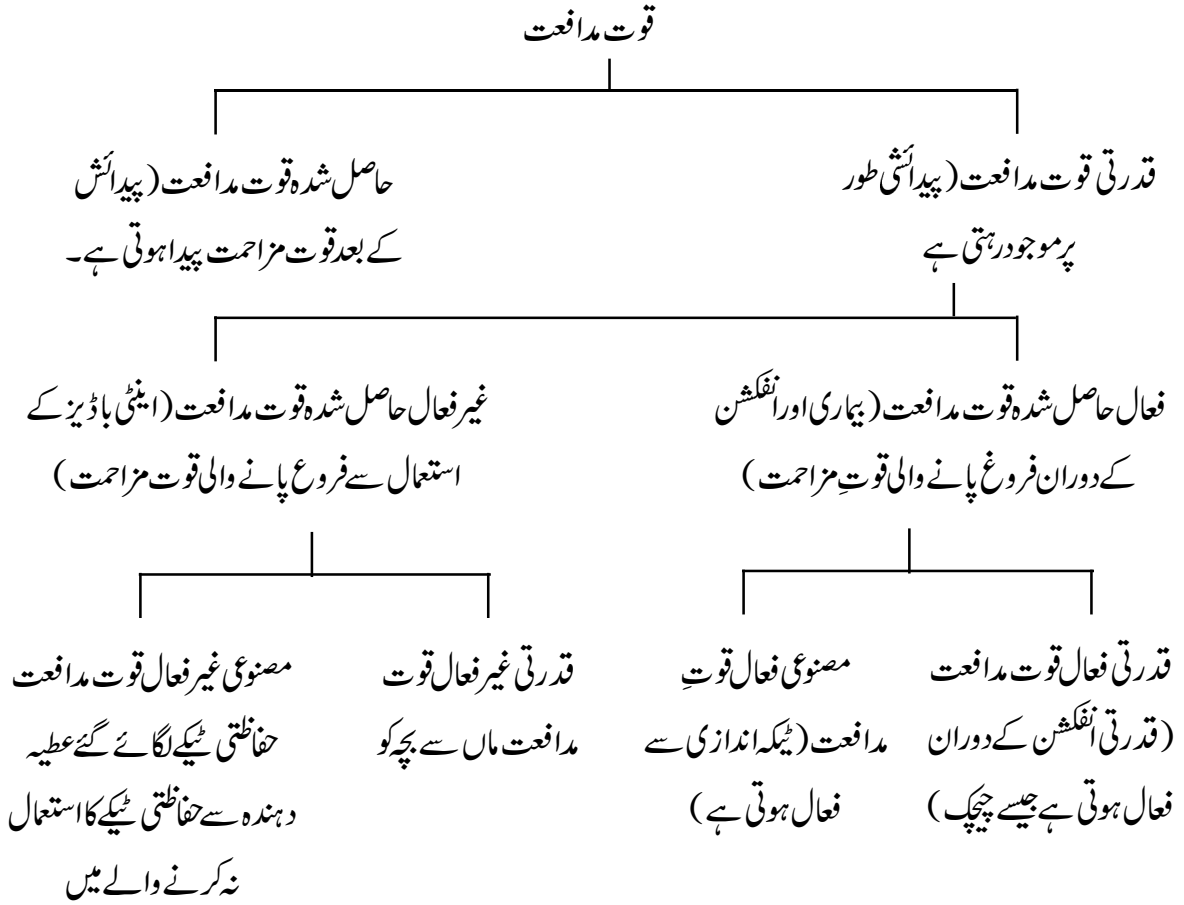 قوت مدافعت
قدرتی قوت مدافعت (پیدائشی طور
پر موجود رہتی ہے
حاصل شدہ قوت مدافعت (پیدائش
کے بعد قوت مزاحمت پیدا ہوتی ہے۔
فعال حاصل شدہ قوت مدافعت (بیماری اور انفکشن
کے دوران فروغ پانے والی قوتِ مزاحمت)
غیر فعال حاصل شدہ قوت مدافعت (اینٹی باڈیز کے
استعمال سے فروغ پانے والی قوت مزاحمت)
قدرتی فعال قوت مدافعت
(قدرتی انفکشن کے دوران
فعال ہوتی ہے جیسے چیچک)
مصنوعی فعال قوتِ
مدافعت (ٹیکہ اندازی سے
فعال ہوتی ہے)
قدرتی غیر فعال قوت
مدافعت ماں سے بچہ کو
مصنوعی غیر فعال قوت مدافعت
حفاظتی ٹیکے لگائے گئے عطیہ
دہندہ سے حفاظتی ٹیکے کا استعمال
نہ کرنے والے میں